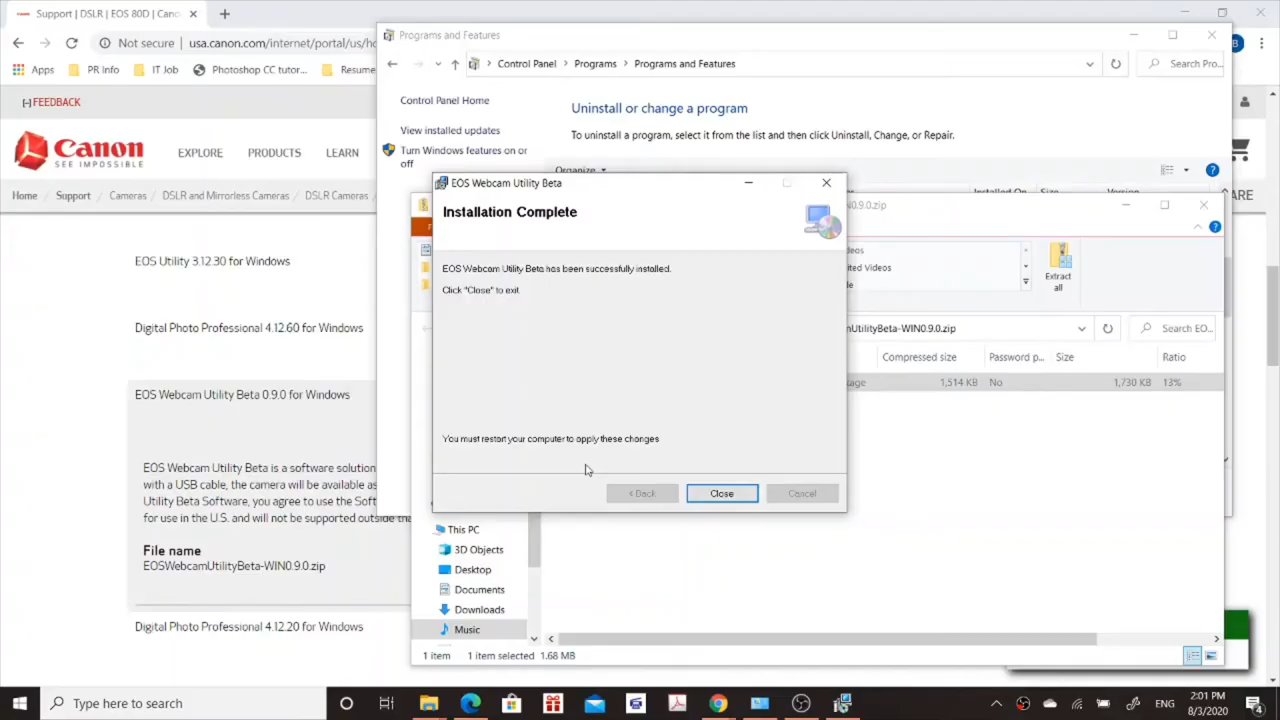 Support | DSLR | EOS 80D | Cano
Not secure | usa.canon.com/internet/portal/us/ho
Apps
PR Info
IT Job
Photoshop CC tutor...
Resume
[-]FEEDBACK
Canon
SEE IMPOSSIBLE
EXPLORE
PRODUCTS
LEARN
Home
Support
Cameras
DSLR and Mirrorless Cameras
DSLR Cameras
ARE
EOS Utility 3.12.30 for Windows
Digital Photo Professional 4.12.60 for Windows
EOS Webcam Utility Beta 0.9.0 for Windows
EOS Webcam Utility Beta is a software solution
with a USB cable, the camera will be available as
Utility Beta Software, you agree to use the Soft
for use in the U.S. and will not be supported outside tha
File name
EOSWebcamUtilityBeta-WIN0.9.0.zip
Digital Photo Professional 4.12.20 for Windows
Programs and Features
Control Panel
Programs
Programs and Features
Search Pro...
Control Panel Home
View installed updates
Turn Windows features on or
off
Uninstall or change a program
To uninstall a program, select it from the list and then click Uninstall, Change, or Repair.
Organize
Installed On
Size
Version
EOS Webcam Utility Beta
Installation Complete
EOS Webcam Utility Beta has been successfully installed.
Click "Close" to exit.
You must restart your computer to apply these changes
< Back
Close
Cancel
N0.9.0.zip
Extract
all
mUtilityBeta-WIN0.9.0.zip
Search EO...
Compressed size
Password p...
Size
Ratio
kage
1,514 KB
No
1,730 KB
13%
This PC
3D Objects
Desktop
Documents
Downloads
Music
1 item
1 item selected
1.68 MB
Type here to search
ENG
2:01 PM
8/3/2020
4